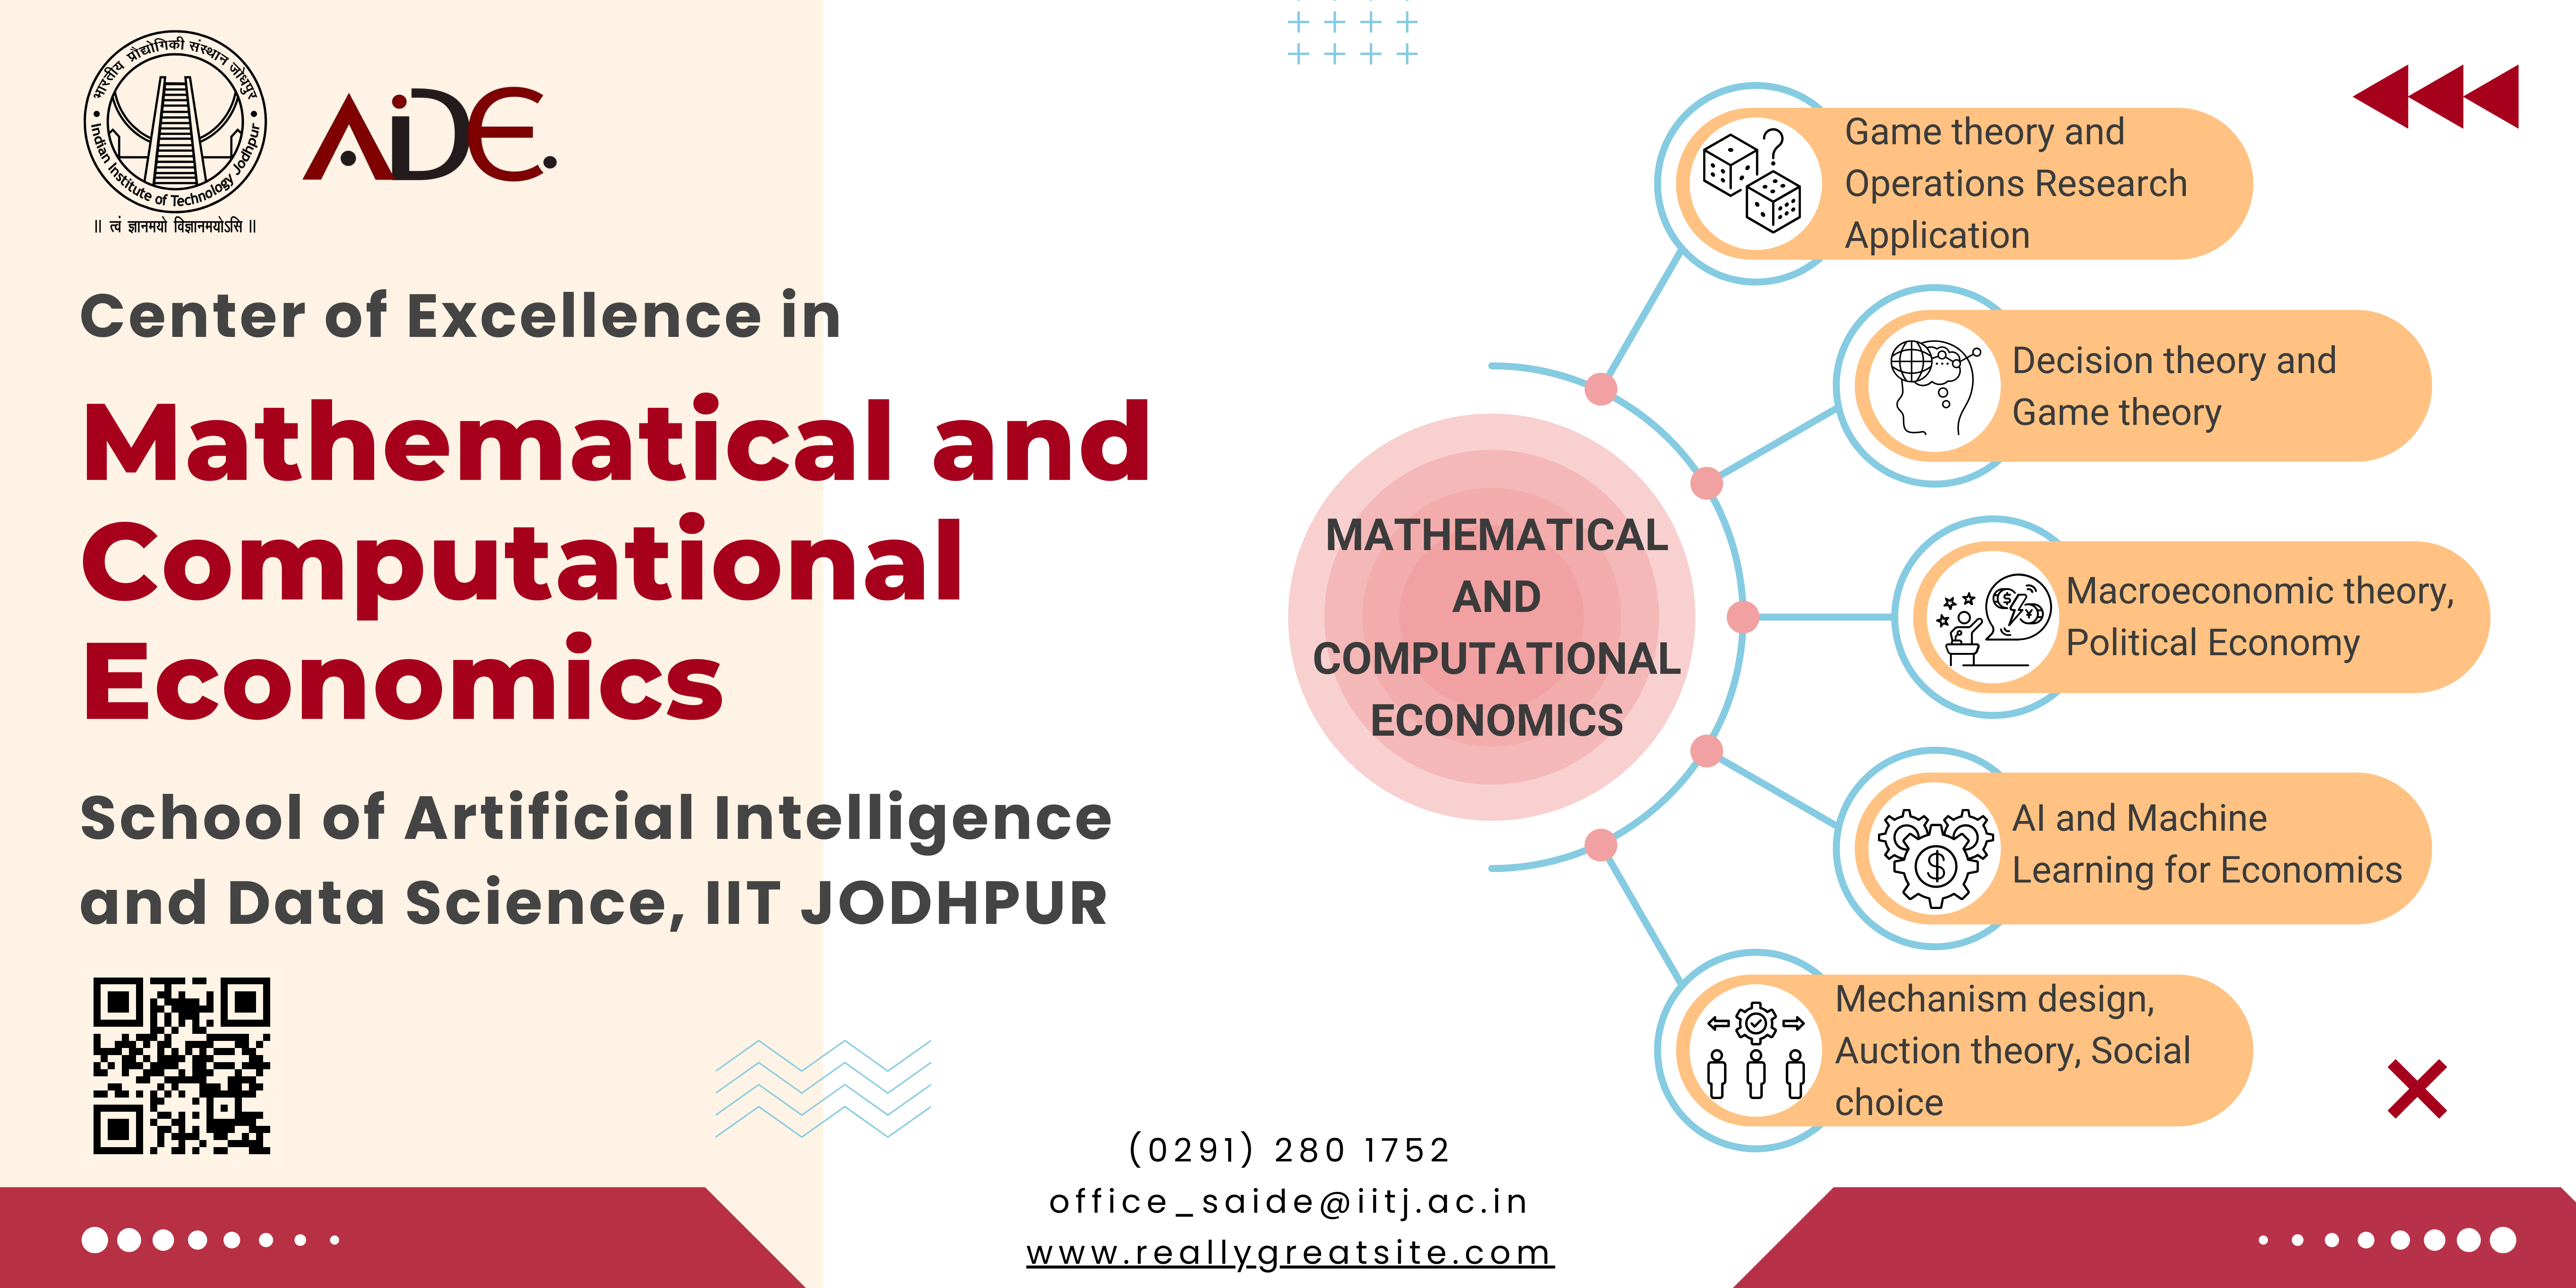 भारतीय प्रौद्योगिकी संस्थान जोधपुर
Indian Institute of Technology Jodhpur
॥ त्वं ज्ञानमयो विज्ञानमयोऽसि ॥
AiDE.
Center of Excellence in
Mathematical and
Computational
Economics
School of Artificial Intelligence
and Data Science, IIT JODHPUR
MATHEMATICAL
AND
COMPUTATIONAL
ECONOMICS
Game theory and
Operations Research
Application
Decision theory and
Game theory
Macroeconomic theory,
Political Economy
AI and Machine
Learning for Economics
Mechanism design,
Auction theory, Social
choice
(0291) 280 1752
office_saide@iitj.ac.in
www.reallygreatsite.com